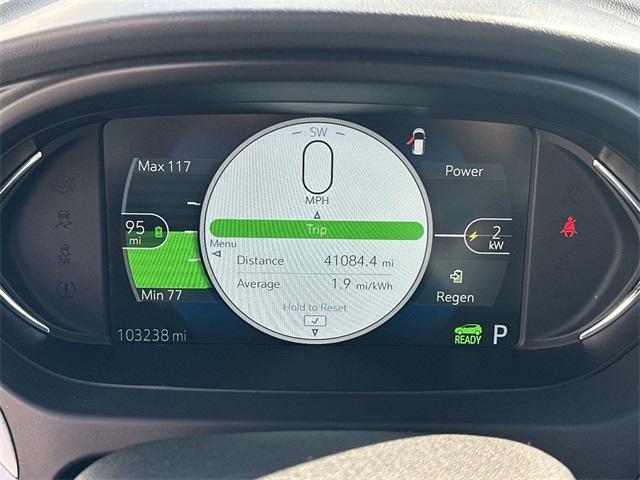 SW
Max 117
0
MPH
Power
Trip
95
mi
2
kW
Menu
Distance 41084.4 mi
Average 1.9 mi/kWh
Min 77
Regen
Hold to Reset
103238 mi
READY P